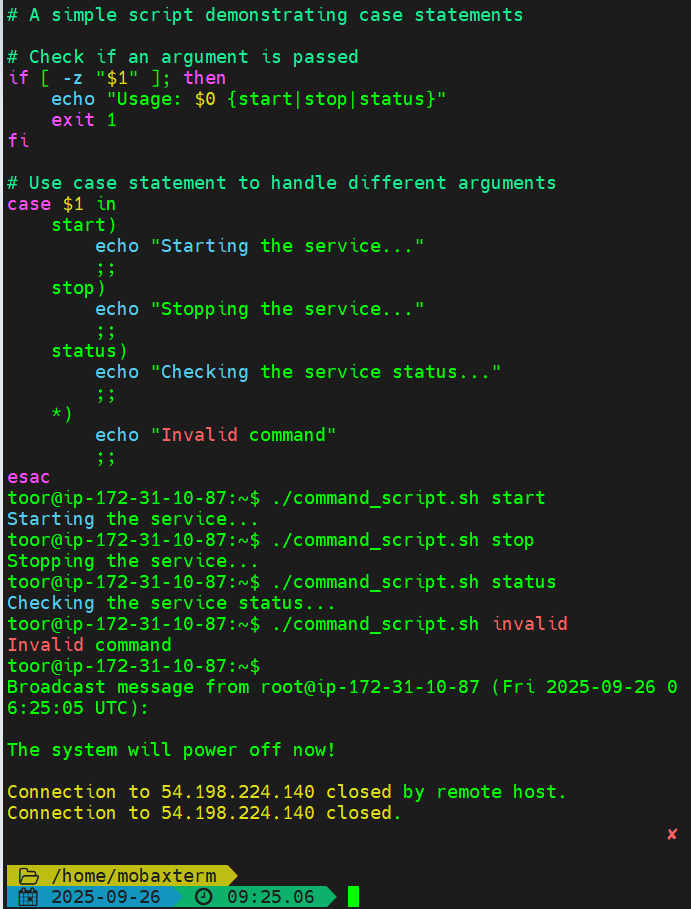 # A simple script demonstrating case statements

# Check if an argument is passed
if [ -z "$1" ]; then
    echo "Usage: $0 {start|stop|status}"
    exit 1
fi

# Use case statement to handle different arguments
case $1 in
    start)
        echo "Starting the service..."
        ;;
    stop)
        echo "Stopping the service..."
        ;;
    status)
        echo "Checking the service status..."
        ;;
    *)
        echo "Invalid command"
        ;;
esac
toor@ip-172-31-10-87:~$ ./command_script.sh start
Starting the service...
toor@ip-172-31-10-87:~$ ./command_script.sh stop
Stopping the service...
toor@ip-172-31-10-87:~$ ./command_script.sh status
Checking the service status...
toor@ip-172-31-10-87:~$ ./command_script.sh invalid
Invalid command
toor@ip-172-31-10-87:~$
Broadcast message from root@ip-172-31-10-87 (Fri 2025-09-26 0
6:25:05 UTC):

The system will power off now!

Connection to 54.198.224.140 closed by remote host.
Connection to 54.198.224.140 closed.
✘
/home/mobaxterm
2025-09-26 09:25.06